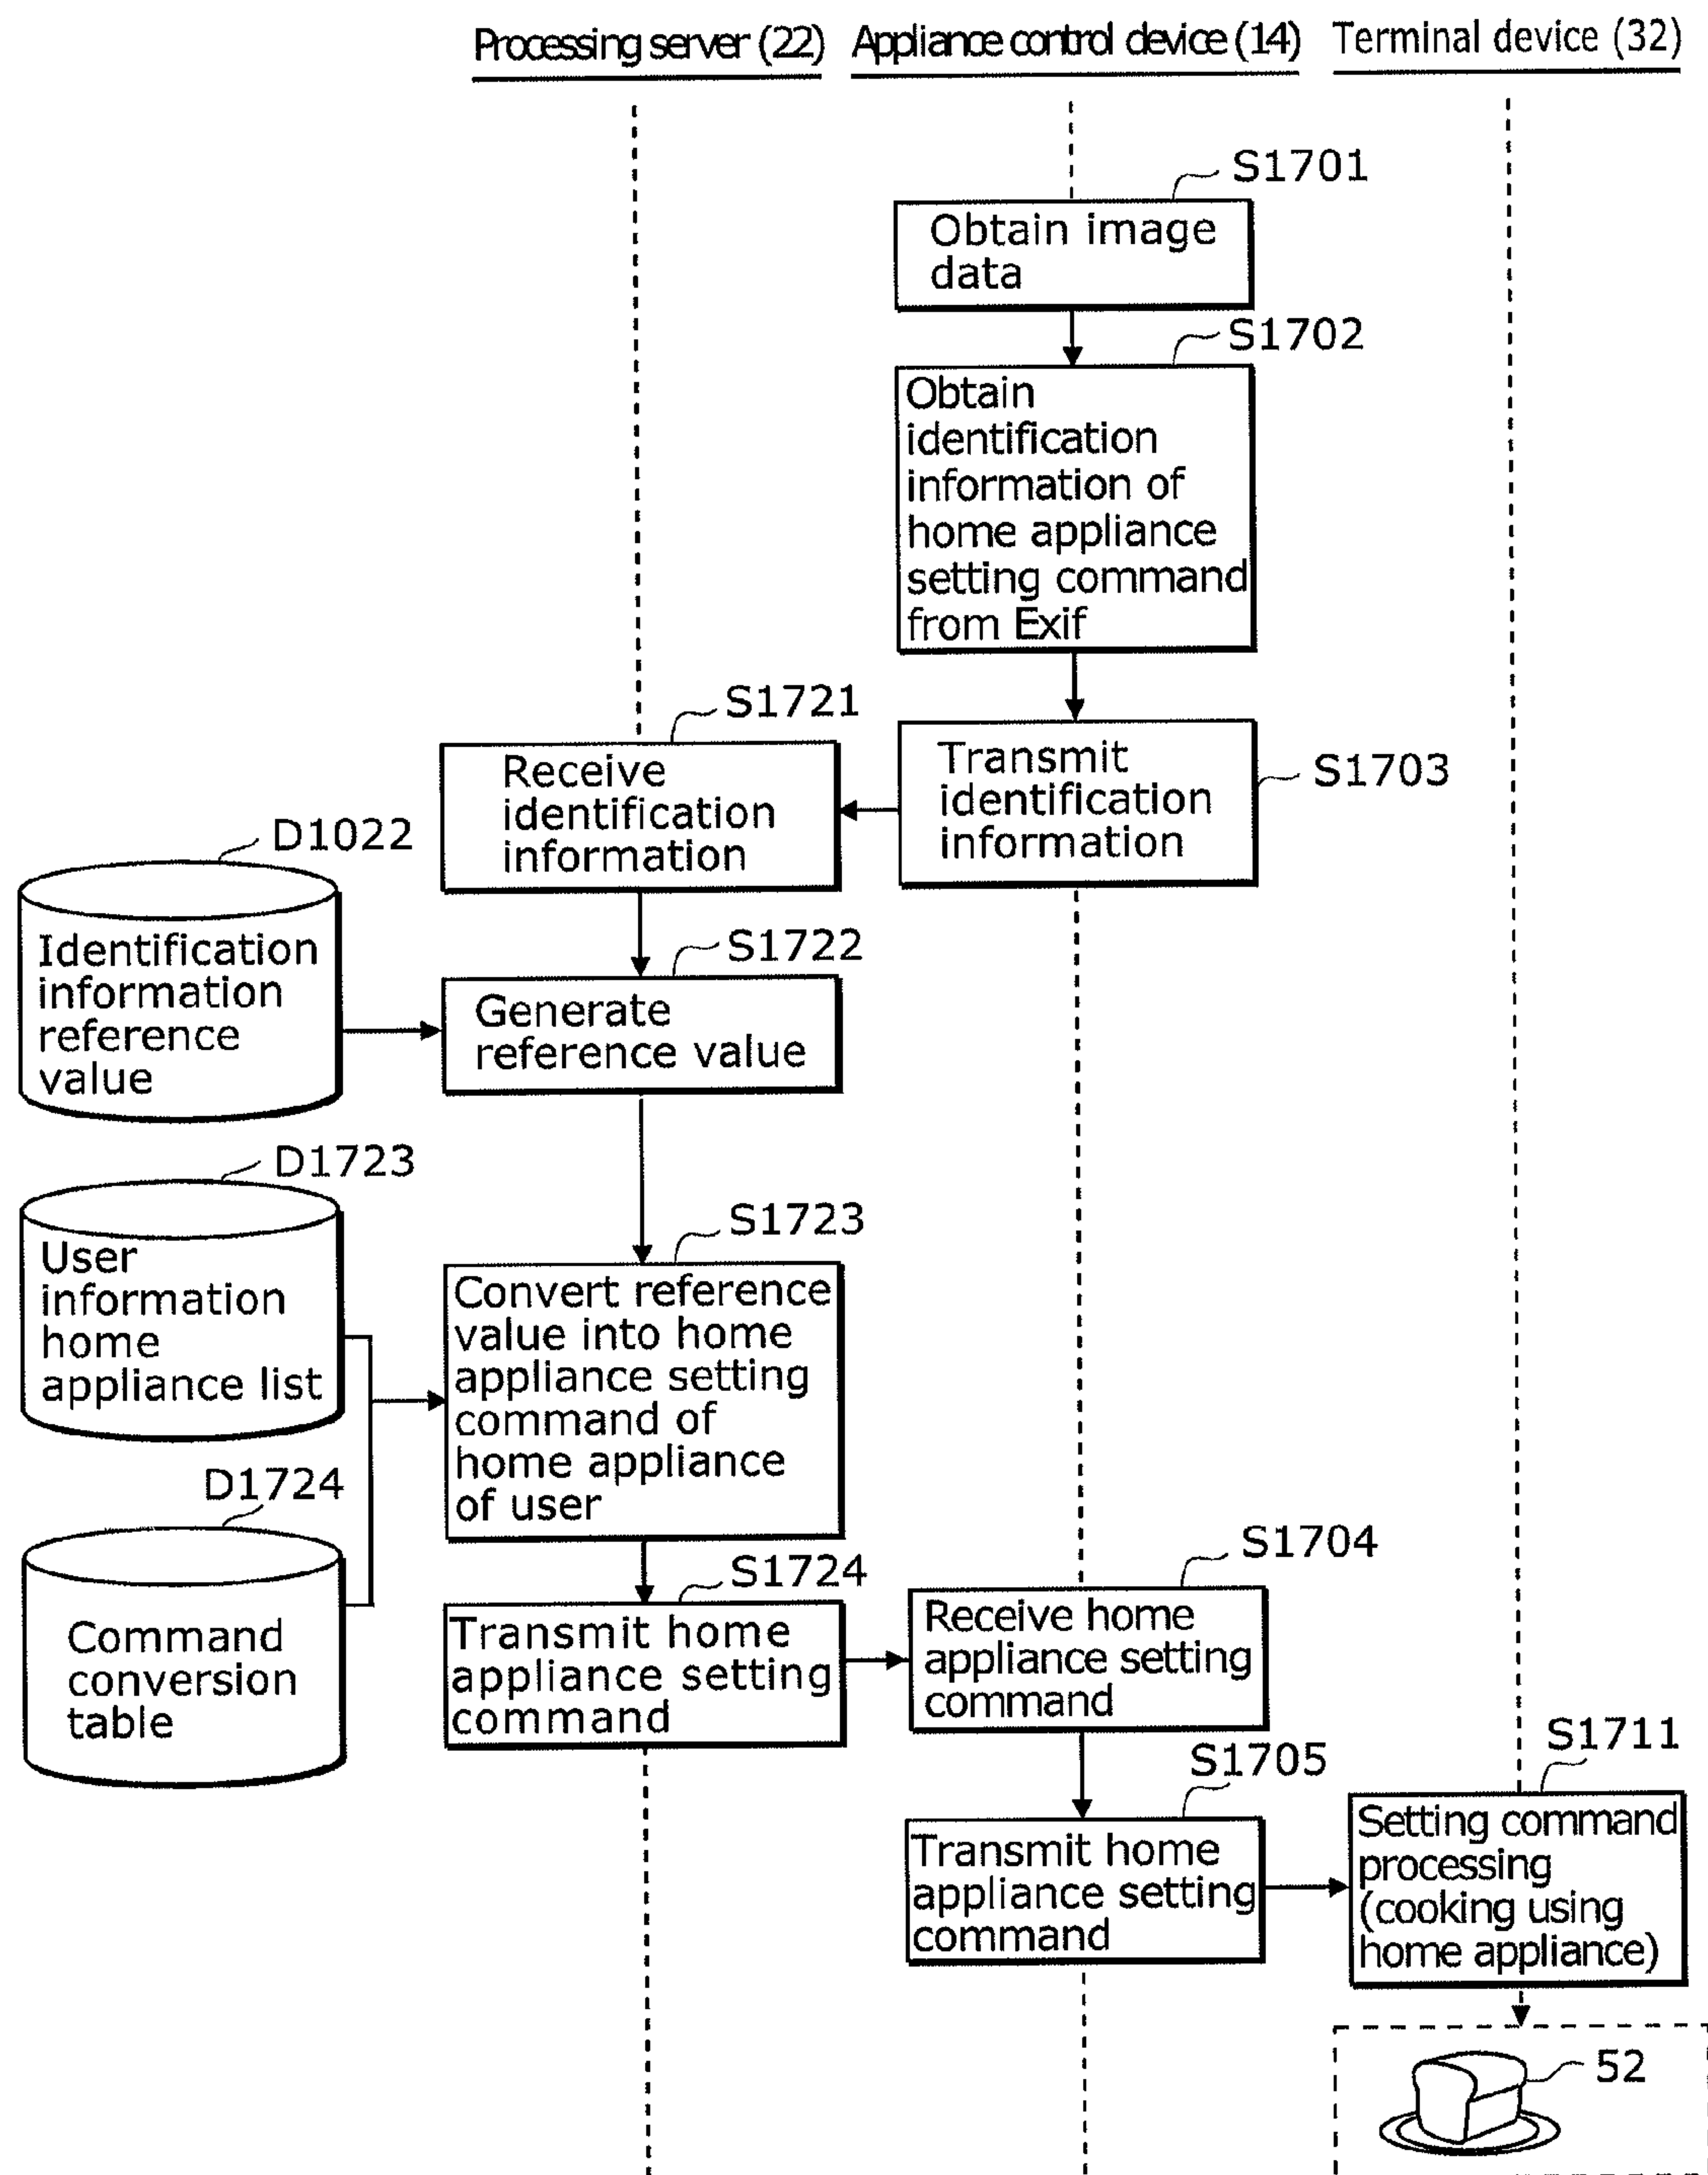 Processing server (22) Appliance control device (14) Terminal device (32)
S1701
Obtain image
data
S1702
Obtain
identification
information of
home appliance
setting command
from Exif
S1703
Transmit
identification
information
S1721
Receive
identification
information
D1022
Identification
information
reference
value
S1722
Generate
reference value
D1723
User
information
home
appliance list
D1724
Command
conversion
table
S1723
Convert reference
value into home
appliance setting
command of
home appliance
of user
S1724
Transmit home
appliance setting
command
S1704
Receive home
appliance setting
command
S1705
Transmit home
appliance setting
command
S1711
Setting command
processing
(cooking using
home appliance)
52